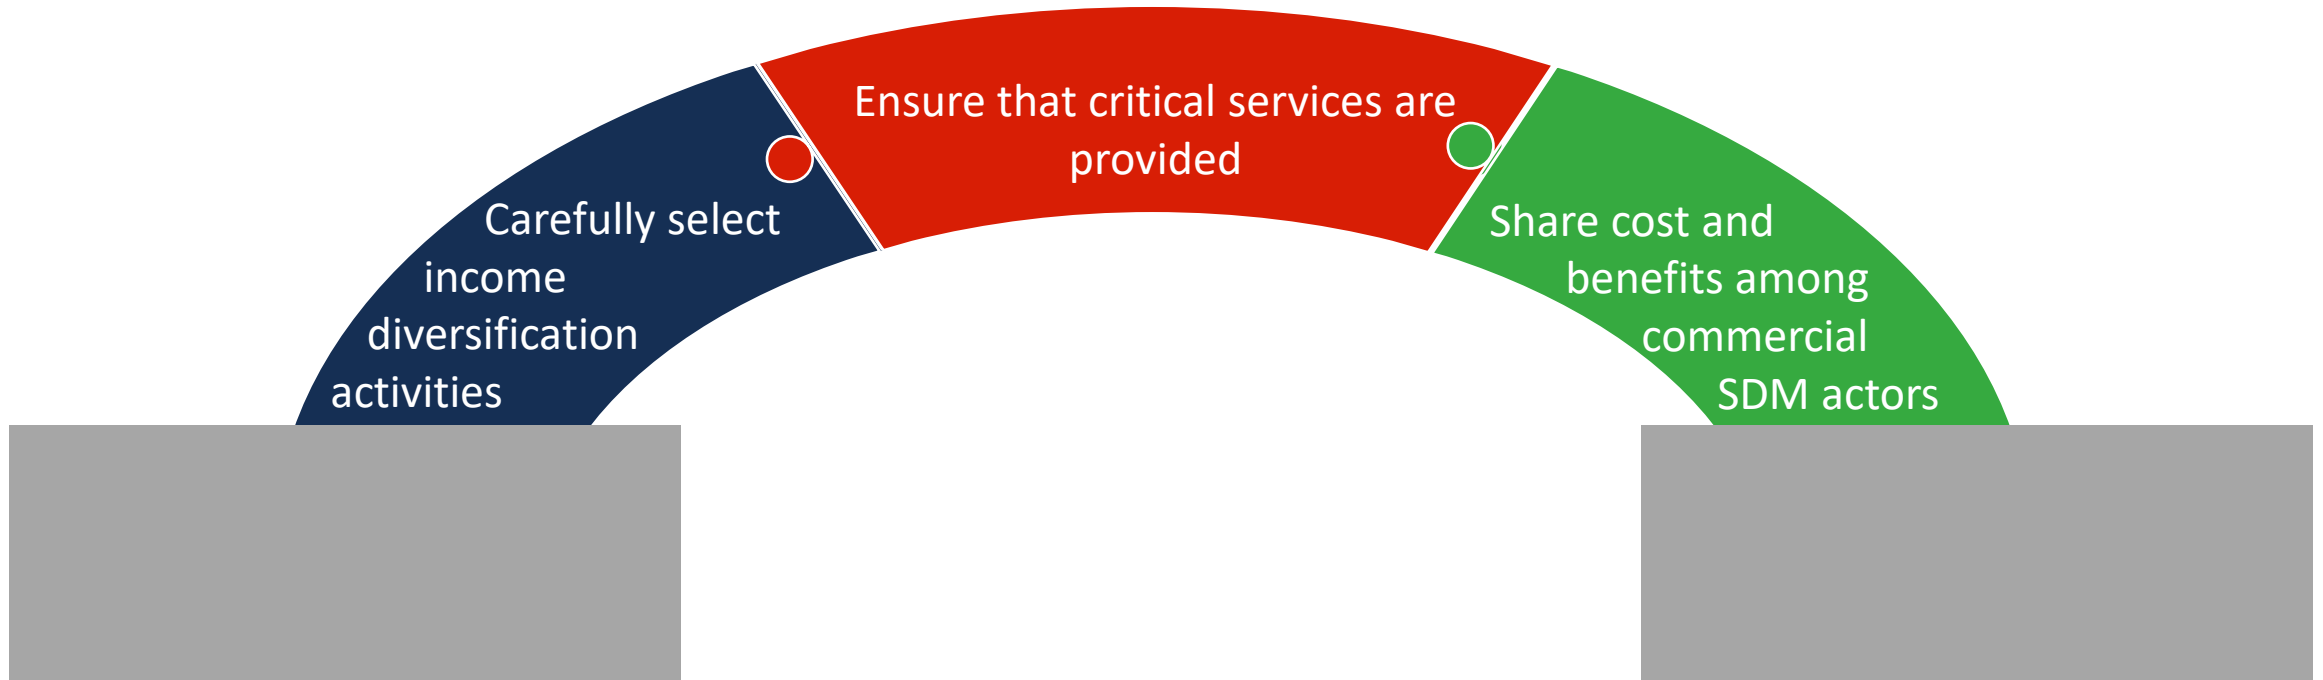 Carefully select
income
diversification
activities
Ensure that critical services are
provided
Share cost and
benefits among
commercial
SDM actors